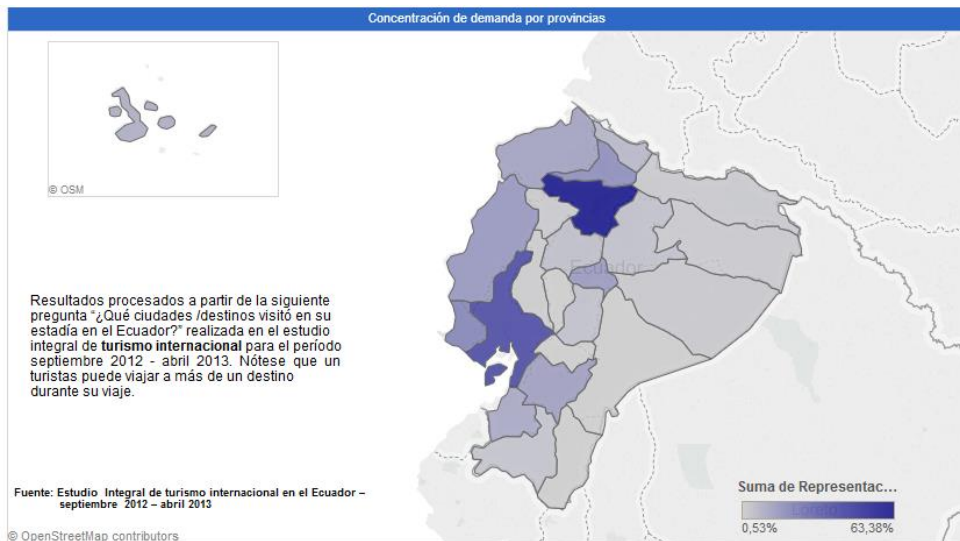 Concentración de demanda por provincias
© OSM
Ecuador
Resultados procesados a partir de la siguiente
pregunta “¿Qué ciudades /destinos visitó en su
estadía en el Ecuador?” realizada en el estudio
integral de turismo internacional para el período
septiembre 2012 - abril 2013. Nótese que un
turistas puede viajar a más de un destino
durante su viaje.
Fuente: Estudio Integral de turismo internacional en el Ecuador –
septiembre 2012 – abril 2013
Suma de Representac...
Loreto
0,53% 63,38%
© OpenStreetMap contributors